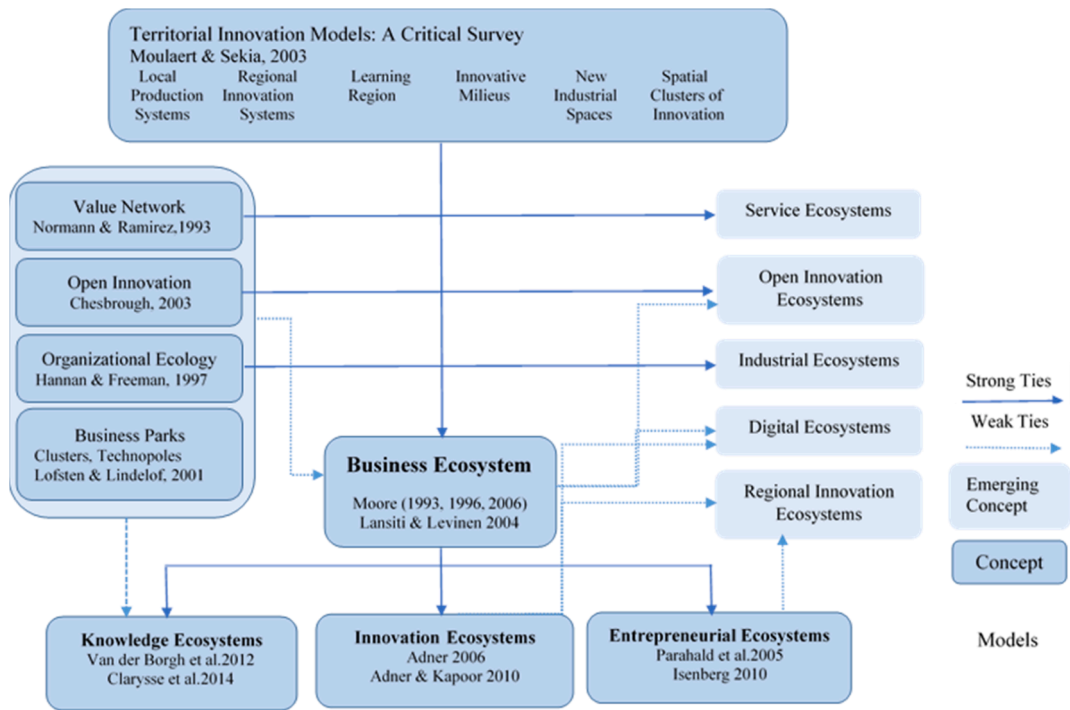 Territorial Innovation Models: A Critical Survey
Moulaert & Sekia, 2003
Local Production Systems
Regional Innovation Systems
Learning Region
Innovative Milieus
New Industrial Spaces
Spatial Clusters of Innovation
Value Network
Normann & Ramirez,1993
Open Innovation
Chesbrough, 2003
Organizational Ecology
Hannan & Freeman, 1997
Business Parks
Clusters, Technopoles
Lofsten & Lindelof, 2001
Service Ecosystems
Open Innovation
Ecosystems
Industrial Ecosystems
Digital Ecosystems
Regional Innovation
Ecosystems
Business Ecosystem
Moore (1993, 1996, 2006)
Lansiti & Levinen 2004
Knowledge Ecosystems
Van der Borgh et al.2012
Clarysse et al.2014
Innovation Ecosystems
Adner 2006
Adner & Kapoor 2010
Entrepreneurial Ecosystems
Parahald et al.2005
Isenberg 2010
Strong Ties
Weak Ties
Emerging
Concept
Concept
Models